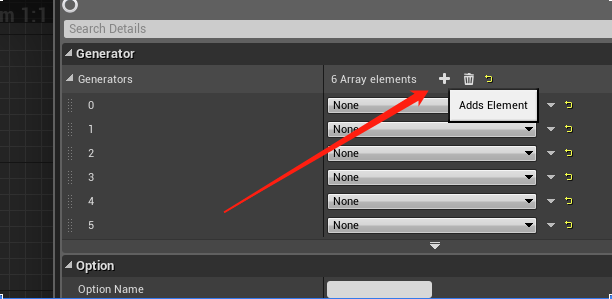 m 1:1
Search Details
Generator
Generators 6 Array elements
0 None Adds Element
1 None
2 None
3 None
4 None
5 None
Option
Option Name